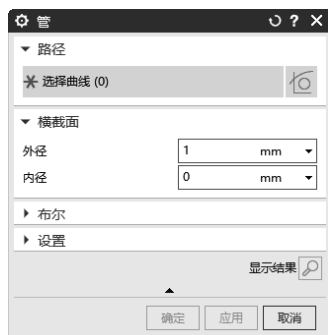 管 ?
路径
选择曲线 (0)
横截面
外径 1 mm
内径 0 mm
布尔
设置
显示结果
确定 应用 取消